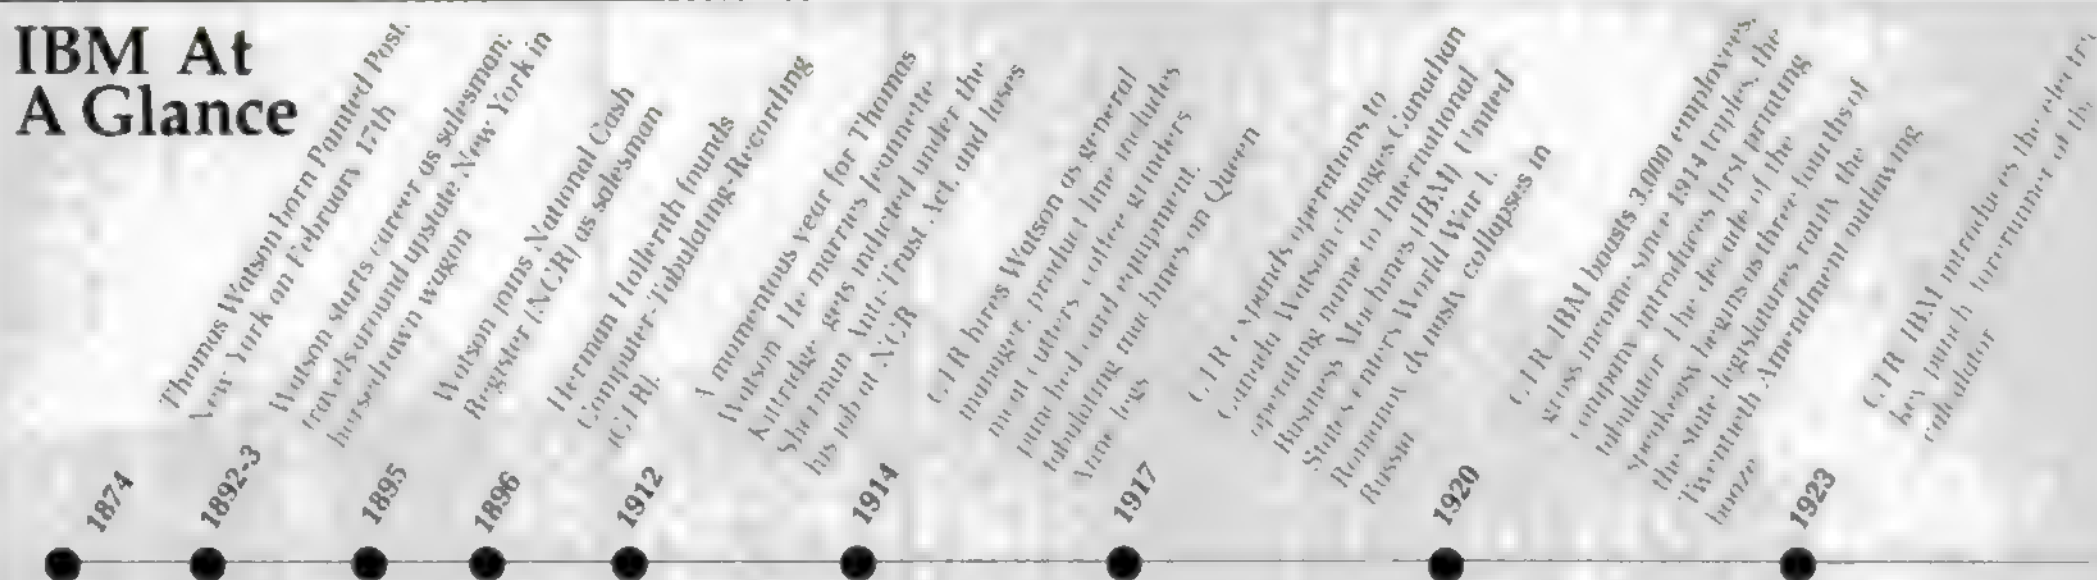 IBM At
A Glance
1874
Thomas Watson born Painted Post,
New York on February 17th
1892-3
Watson starts career as salesman:
travels around upstate New York in
horsedrawn wagon
1895
Watson joins National Cash
Register (NCR) as salesman
1896
Herman Hollerith founds
Computer-Tabulating-Recording
(CTR).
1912
A momentous year for Thomas
Watson He marries Jeannette
Kittridge gets indicted under the
Sherman Anti-Trust Act, and loses
his job at NCR
1914
CTR hires Watson as general
manager, product line includes
meat cutters coffee grinders
punched card equipment.
tabulating machines on Queen
Anne legs
1917
CTR expands operations to
Canada Watson changes Canadian
operating name to International
Business Machines (IBM) United
States enters World War I.
Romanov dynasty collapses in
Russia
1920
CTR IBM boasts 3,000 employees,
gross income since 1914 triples, the
company introduces first printing
tabulator The decade of the
speakeasy begins as three fourths of
the state legislatures ratify the
Twentieth Amendment outlawing
booze
1923
CTR IBM introduces the electric
key punch forerunner of the
calculator